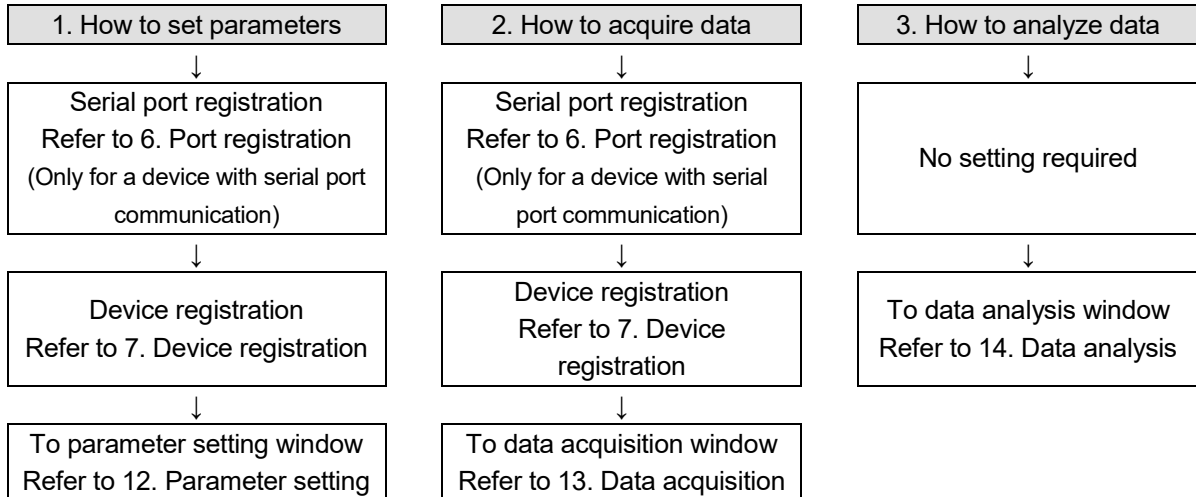 1. How to set parameters
↓
Serial port registration
Refer to 6. Port registration
(Only for a device with serial port
communication)
↓
Device registration
Refer to 7. Device registration
↓
To parameter setting window
Refer to 12. Parameter setting
2. How to acquire data
↓
Serial port registration
Refer to 6. Port registration
(Only for a device with serial
port communication)
↓
Device registration
Refer to 7. Device
registration
↓
To data acquisition window
Refer to 13. Data acquisition
3. How to analyze data
↓
No setting required
↓
To data analysis window
Refer to 14. Data analysis